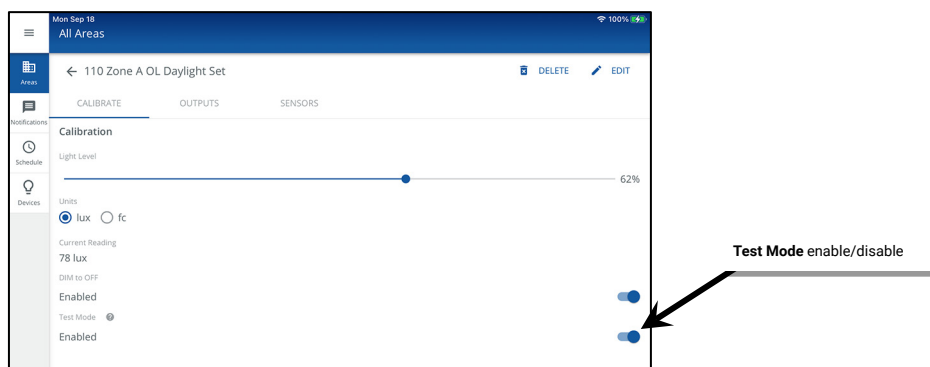 Mon Sep 18
100%
All Areas
Areas
Notifications
Schedule
Devices
110 Zone A OL Daylight Set
DELETE
EDIT
CALIBRATE OUTPUTS SENSORS
Calibration
Light Level
62%
Units
lux fc
Current Reading
78 lux
DIM to OFF
Enabled
Test Mode ?
Enabled
Test Mode enable/disable